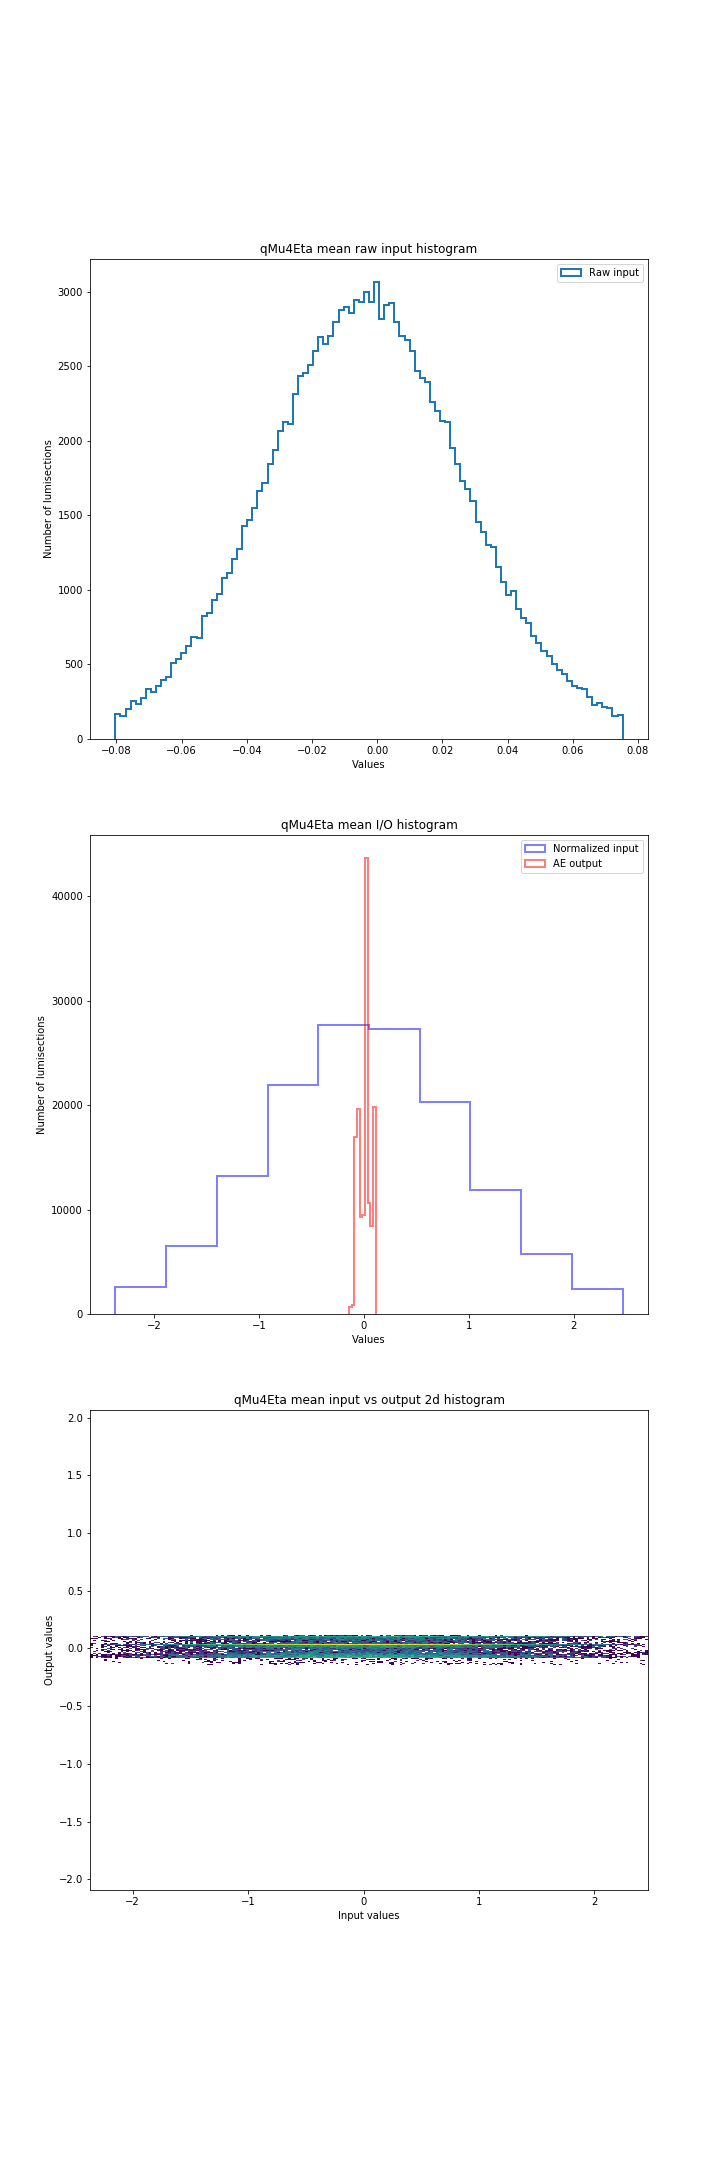 qMu4Eta mean raw input histogram
Raw input
3000
2500
2000
1500
1000
500
0
Number of lumisections
−0.08 −0.06 −0.04 −0.02 0.00 0.02 0.04 0.06 0.08
Values
qMu4Eta mean I/O histogram
Normalized input
AE output
40000
30000
20000
10000
0
Number of lumisections
−2 −1 0 1 2
Values
qMu4Eta mean input vs output 2d histogram
2.0
1.5
1.0
0.5
0.0
−0.5
−1.0
−1.5
−2.0
Output values
−2 −1 0 1 2
Input values